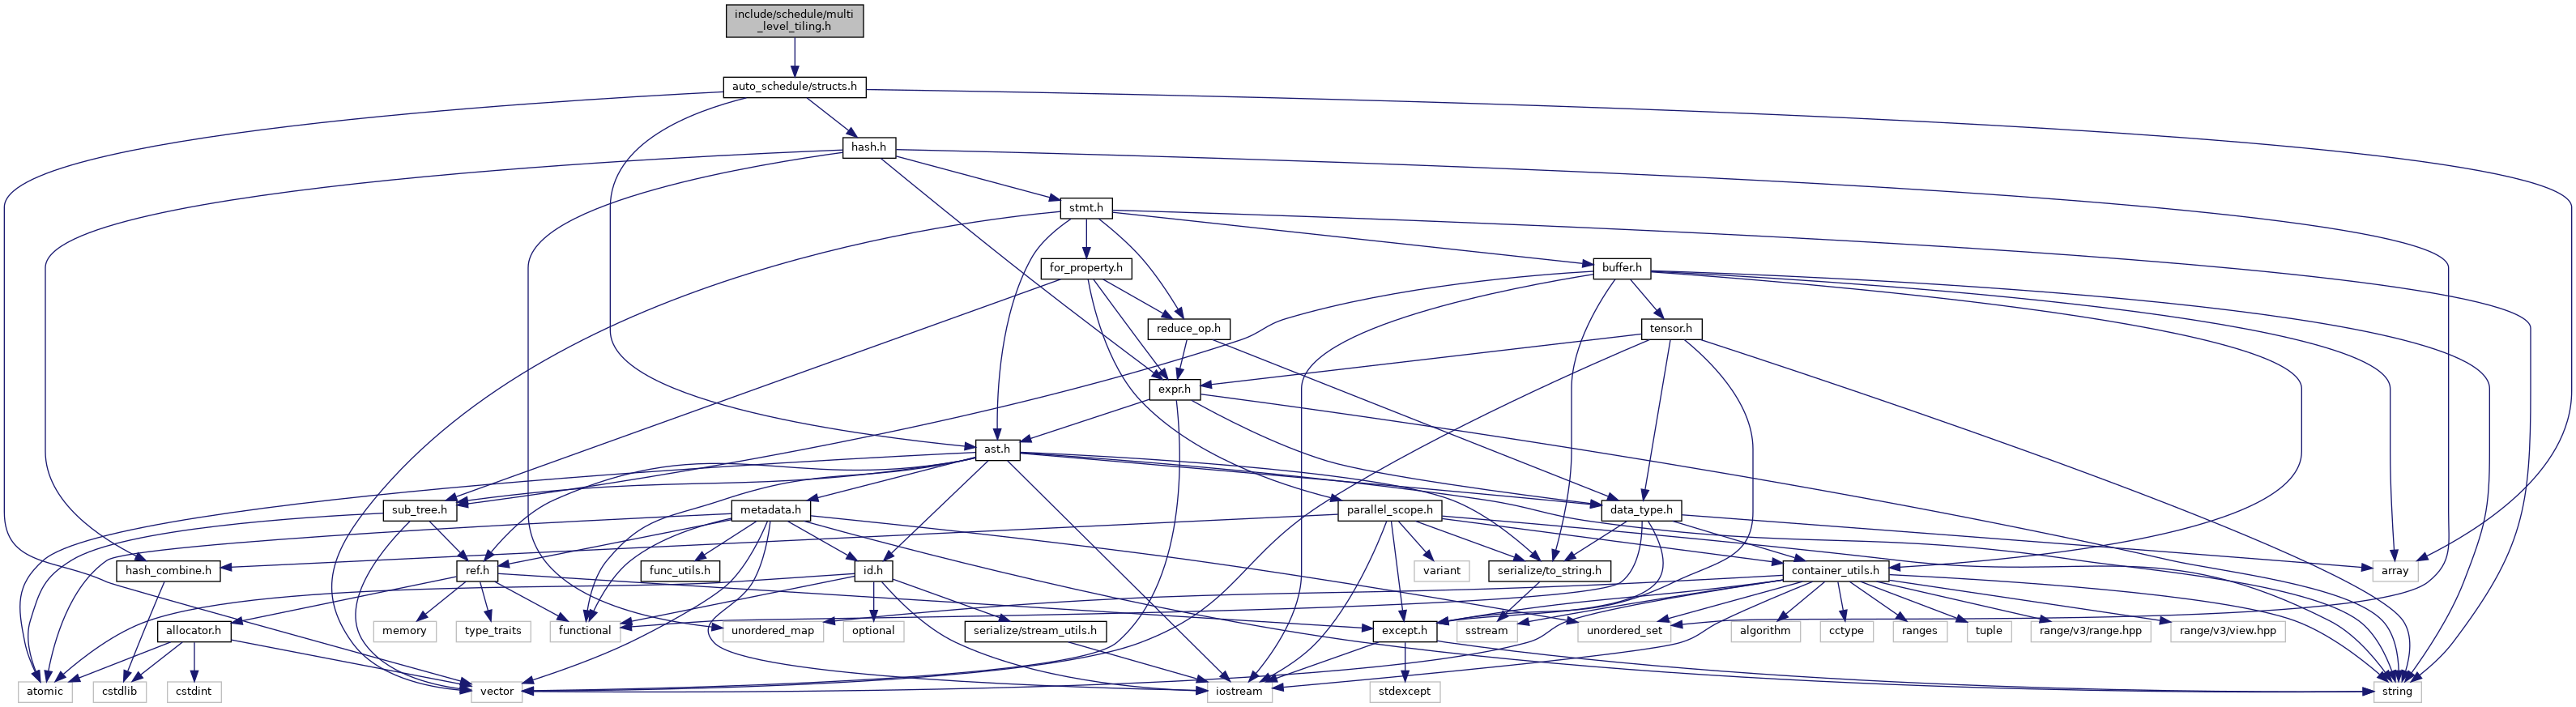 include/schedule/multi
_level_tiling.h
auto_schedule/structs.h
hash.h
stmt.h
for_property.h
buffer.h
reduce_op.h
tensor.h
expr.h
ast.h
sub_tree.h
metadata.h
parallel_scope.h
data_type.h
hash_combine.h
ref.h
func_utils.h
id.h
variant
serialize/to_string.h
container_utils.h
array
allocator.h
memory
type_traits
functional
unordered_map
optional
serialize/stream_utils.h
except.h
sstream
unordered_set
algorithm
cctype
ranges
tuple
range/v3/range.hpp
range/v3/view.hpp
atomic
cstdlib
cstdint
vector
iostream
stdexcept
string